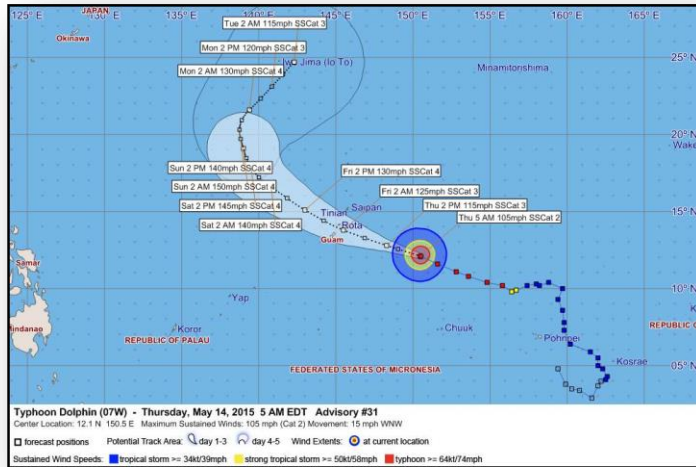 125° E
JAPAN
135° E
140° E
145° E
150° E
155° E
160° E
165° E
Okinawa
Tue 2 AM 115mph SSCat 3
Mon 2 PM 120mph SSCat 3
Iwo Jima (Io To)
Minamitorishima
25° N
Mon 2 AM 130mph SSCat 4
20° N
Wake
Sun 2 PM 140mph SSCat 4
Fri 2 PM 130mph SSCat 4
Sun 2 AM 150mph SSCat 4
Fri 2 AM 125mph SSCat 3
Sat 2 PM 145mph SSCat 4
Saipan
Thu 2 PM 115mph SSCat 3
Tinian
15° N
Sat 2 AM 140mph SSCat 4
Rota
Thu 5 AM 105mph SSCat 2
Guam
Samar
10° N
Yap
Mindanao
Koror
Chuuk
Pohnpei
REPUBLIC OF
REPUBLIC OF PALAU
Kosrae
FEDERATED STATES OF MICRONESIA
05° N
Typhoon Dolphin (07W) - Thursday, May 14, 2015 5 AM EDT Advisory #31
Center Location: 12.1 N 150.5 E Maximum Sustained Winds: 105 mph (Cat 2) Movement: 15 mph WNW
forecast positions Potential Track Area: day 1-3 day 4-5 Wind Extents: at current location
Sustained Wind Speeds: tropical storm >= 34kt/39mph strong tropical storm >= 50kt/58mph typhoon >= 64kt/74mph